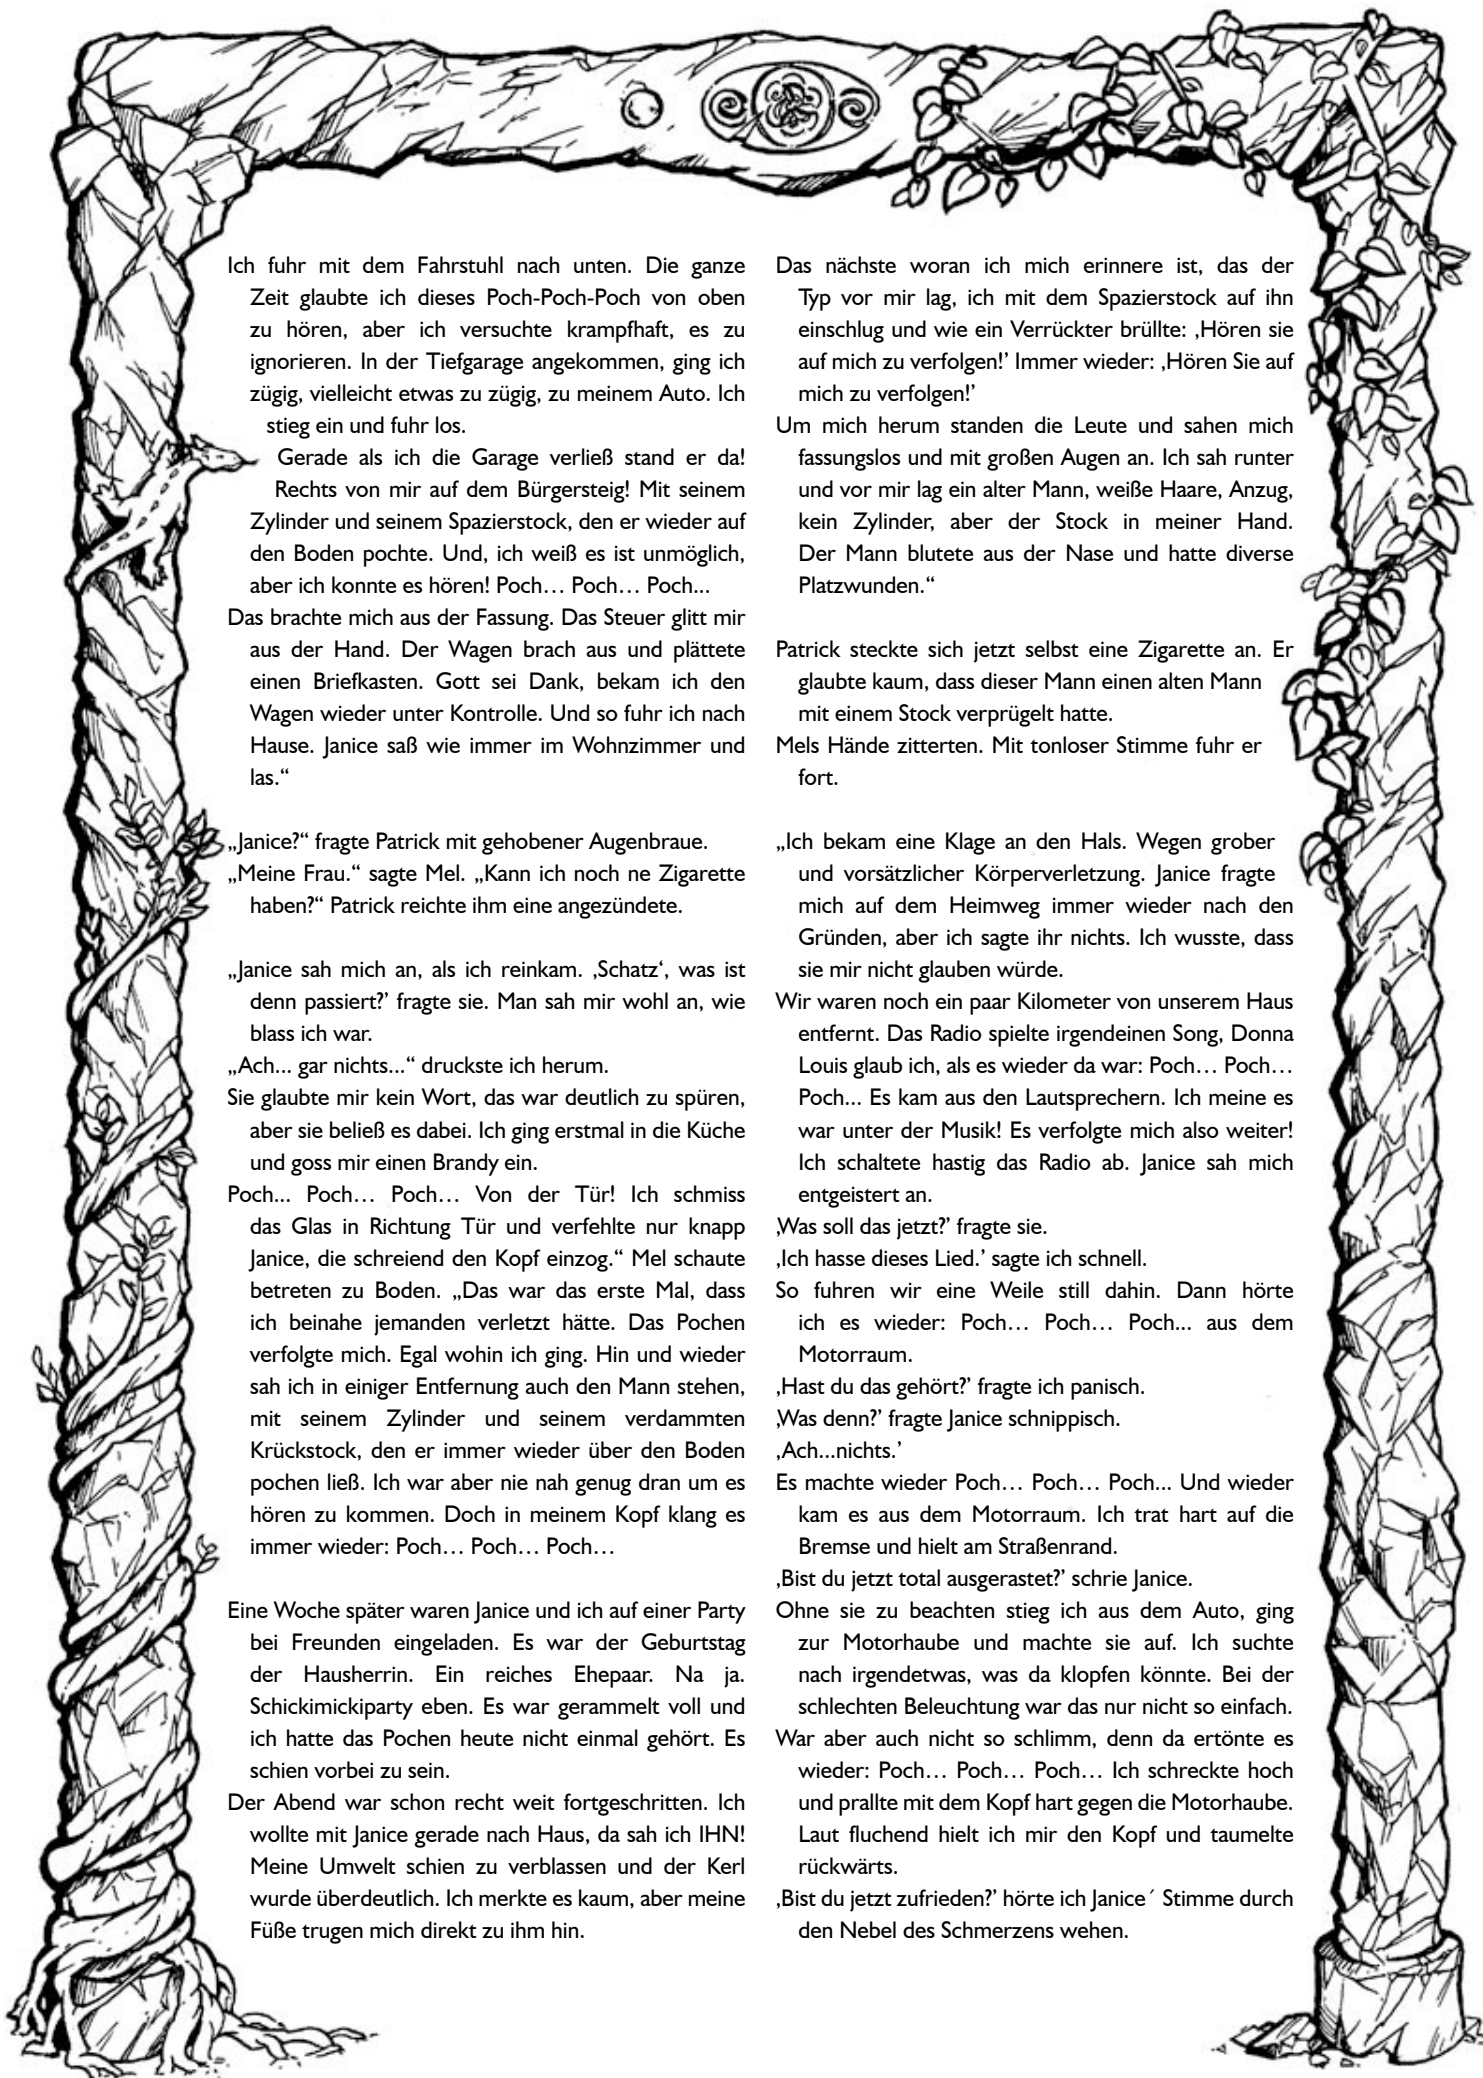 Ich fuhr mit dem Fahrstuhl nach unten. Die ganze
Zeit glaubte ich dieses Poch-Poch-Poch von oben
zu hören, aber ich versuchte krampfhaft, es zu
ignorieren. In der Tiefgarage angekommen, ging ich
zügig, vielleicht etwas zu zügig, zu meinem Auto. Ich
stieg ein und fuhr los.
Gerade als ich die Garage verließ stand er da!
Rechts von mir auf dem Bürgersteig! Mit seinem
Zylinder und seinem Spazierstock, den er wieder auf
den Boden pochte. Und, ich weiß es ist unmöglich,
aber ich konnte es hören! Poch… Poch… Poch...
Das brachte mich aus der Fassung. Das Steuer glitt mir
aus der Hand. Der Wagen brach aus und plättete
einen Briefkasten. Gott sei Dank, bekam ich den
Wagen wieder unter Kontrolle. Und so fuhr ich nach
Hause. Janice saß wie immer im Wohnzimmer und
las.“
„Janice?“ fragte Patrick mit gehobener Augenbraue.
„Meine Frau.“ sagte Mel. „Kann ich noch ne Zigarette
haben?“ Patrick reichte ihm eine angezündete.
„Janice sah mich an, als ich reinkam. ‚Schatz‘, was ist
denn passiert?’ fragte sie. Man sah mir wohl an, wie
blass ich war.
„Ach... gar nichts...“ druckste ich herum.
Sie glaubte mir kein Wort, das war deutlich zu spüren,
aber sie beließ es dabei. Ich ging erstmal in die Küche
und goss mir einen Brandy ein.
Poch... Poch… Poch… Von der Tür! Ich schmiss
das Glas in Richtung Tür und verfehlte nur knapp
Janice, die schreiend den Kopf einzog.“ Mel schaute
betreten zu Boden. „Das war das erste Mal, dass
ich beinahe jemanden verletzt hätte. Das Pochen
verfolgte mich. Egal wohin ich ging. Hin und wieder
sah ich in einiger Entfernung auch den Mann stehen,
mit seinem Zylinder und seinem verdammten
Krückstock, den er immer wieder über den Boden
pochen ließ. Ich war aber nie nah genug dran um es
hören zu kommen. Doch in meinem Kopf klang es
immer wieder: Poch… Poch… Poch…
Eine Woche später waren Janice und ich auf einer Party
bei Freunden eingeladen. Es war der Geburtstag
der Hausherrin. Ein reiches Ehepaar. Na ja.
Schickimickiparty eben. Es war gerammelt voll und
ich hatte das Pochen heute nicht einmal gehört. Es
schien vorbei zu sein.
Der Abend war schon recht weit fortgeschritten. Ich
wollte mit Janice gerade nach Haus, da sah ich IHN!
Meine Umwelt schien zu verblassen und der Kerl
wurde überdeutlich. Ich merkte es kaum, aber meine
Füße trugen mich direkt zu ihm hin.
Das nächste woran ich mich erinnere ist, das der
Typ vor mir lag, ich mit dem Spazierstock auf ihn
einschlug und wie ein Verrückter brüllte: ‚Hören sie
auf mich zu verfolgen!’ Immer wieder: ‚Hören Sie auf
mich zu verfolgen!’
Um mich herum standen die Leute und sahen mich
fassungslos und mit großen Augen an. Ich sah runter
und vor mir lag ein alter Mann, weiße Haare, Anzug,
kein Zylinder, aber der Stock in meiner Hand.
Der Mann blutete aus der Nase und hatte diverse
Platzwunden.“
Patrick steckte sich jetzt selbst eine Zigarette an. Er
glaubte kaum, dass dieser Mann einen alten Mann
mit einem Stock verprügelt hatte.
Mels Hände zitterten. Mit tonloser Stimme fuhr er
fort.
„Ich bekam eine Klage an den Hals. Wegen grober
und vorsätzlicher Körperverletzung. Janice fragte
mich auf dem Heimweg immer wieder nach den
Gründen, aber ich sagte ihr nichts. Ich wusste, dass
sie mir nicht glauben würde.
Wir waren noch ein paar Kilometer von unserem Haus
entfernt. Das Radio spielte irgendeinen Song, Donna
Louis glaub ich, als es wieder da war: Poch… Poch…
Poch... Es kam aus den Lautsprechern. Ich meine es
war unter der Musik! Es verfolgte mich also weiter!
Ich schaltete hastig das Radio ab. Janice sah mich
entgeistert an.
‚Was soll das jetzt?’ fragte sie.
‚Ich hasse dieses Lied.’ sagte ich schnell.
So fuhren wir eine Weile still dahin. Dann hörte
ich es wieder: Poch… Poch… Poch... aus dem
Motorraum.
‚Hast du das gehört?’ fragte ich panisch.
‚Was denn?’ fragte Janice schnippisch.
‚Ach...nichts.’
Es machte wieder Poch… Poch… Poch... Und wieder
kam es aus dem Motorraum. Ich trat hart auf die
Bremse und hielt am Straßenrand.
‚Bist du jetzt total ausgerastet?’ schrie Janice.
Ohne sie zu beachten stieg ich aus dem Auto, ging
zur Motorhaube und machte sie auf. Ich suchte
nach irgendetwas, was da klopfen könnte. Bei der
schlechten Beleuchtung war das nur nicht so einfach.
War aber auch nicht so schlimm, denn da ertönte es
wieder: Poch… Poch… Poch… Ich schreckte hoch
und prallte mit dem Kopf hart gegen die Motorhaube.
Laut fluchend hielt ich mir den Kopf und taumelte
rückwärts.
‚Bist du jetzt zufrieden?’ hörte ich Janice´ Stimme durch
den Nebel des Schmerzens wehen.